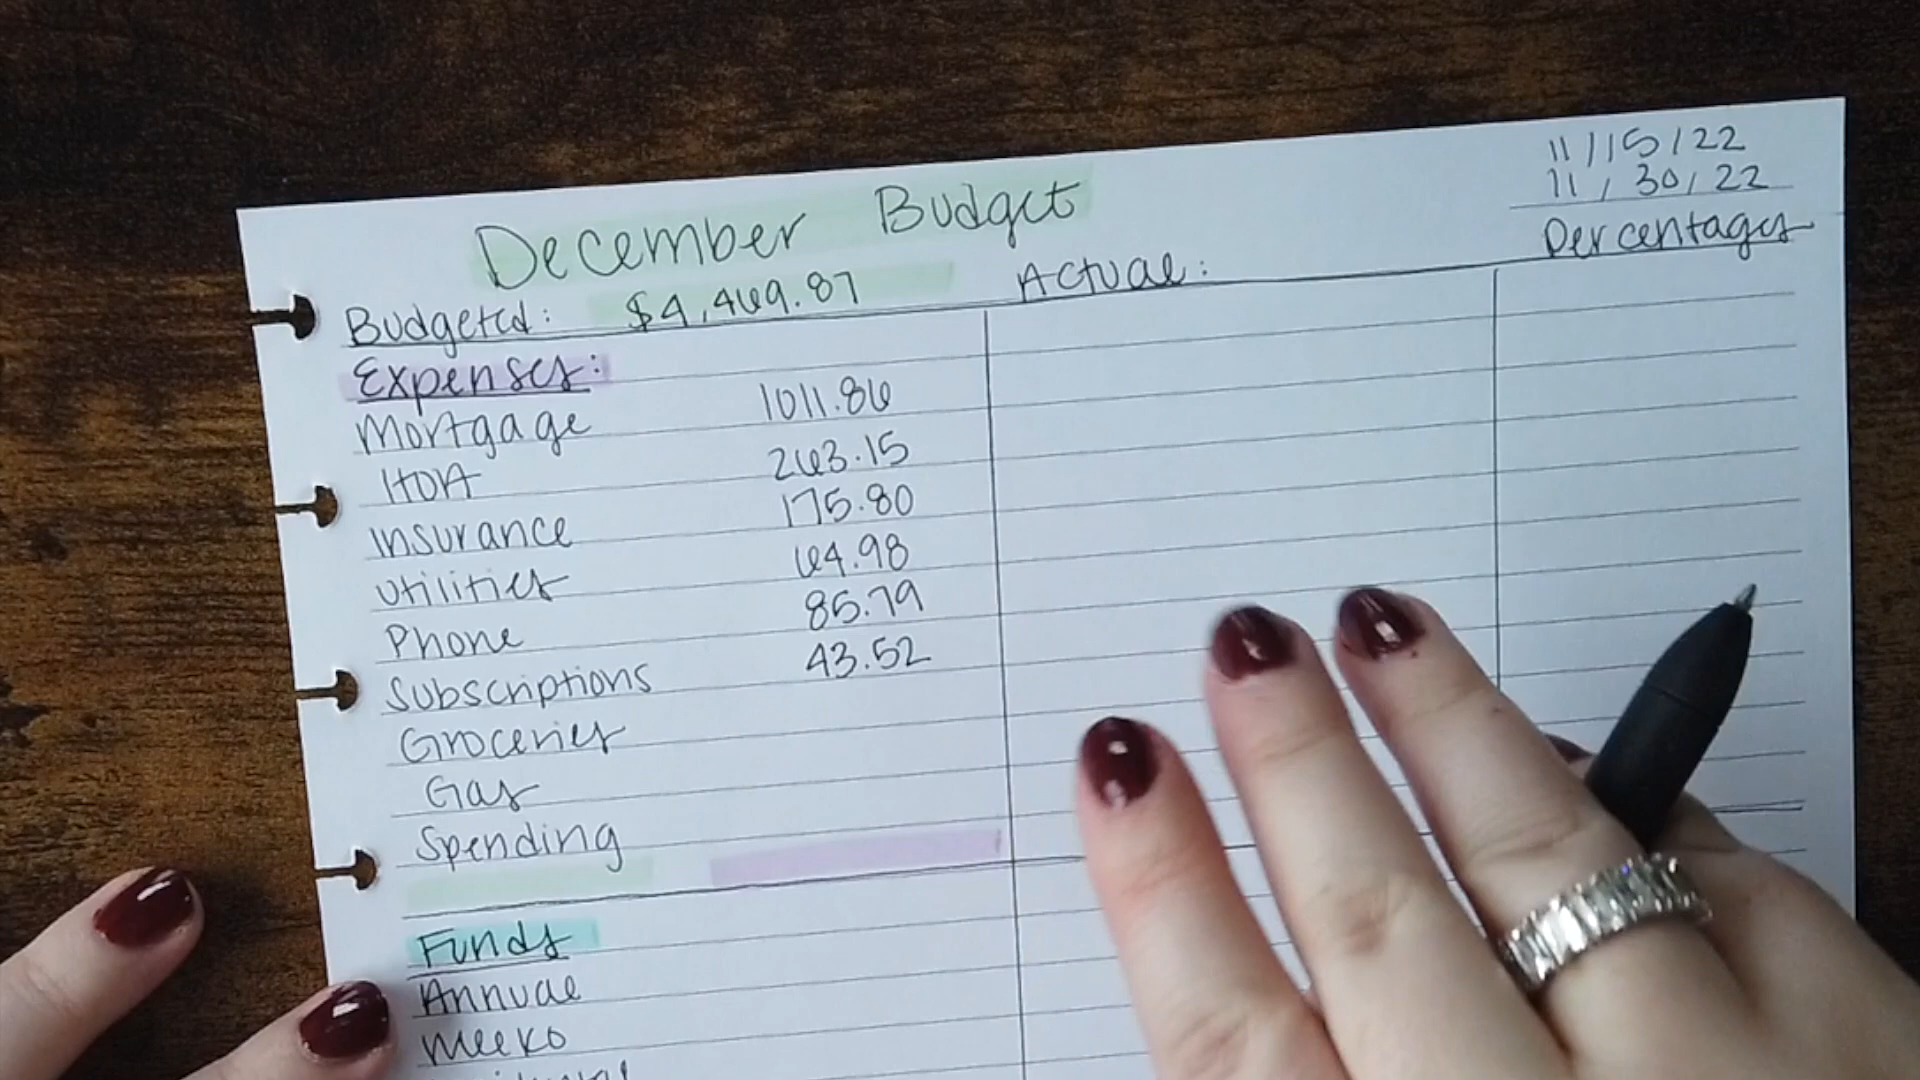 11/15/22
11/30/22
December Budget
Percentages
Budgeted: $4,469.87 Actual:
Expenses:
Mortgage 1011.86
HOA 263.15
Insurance 175.80
Utilities 64.98
Phone 85.79
Subscriptions 43.52
Groceries
Gas
Spending
Funds
Annual
Meeko